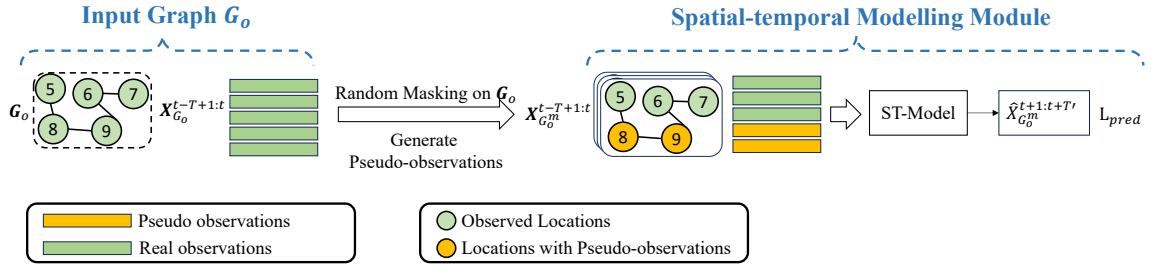 Input Graph G_o
Spatial-temporal Modelling Module
G_o
5
6
7
8
9
X_{G_o}^{t-T+1:t}
Random Masking on G_o
Generate
Pseudo-observations
X_{G_o^m}^{t-T+1:t}
5
6
7
8
9
ST-Model
X̂_{G_o^m}^{t+1:t+T′}
L_{pred}
Pseudo observations
Real observations
Observed Locations
Locations with Pseudo-observations